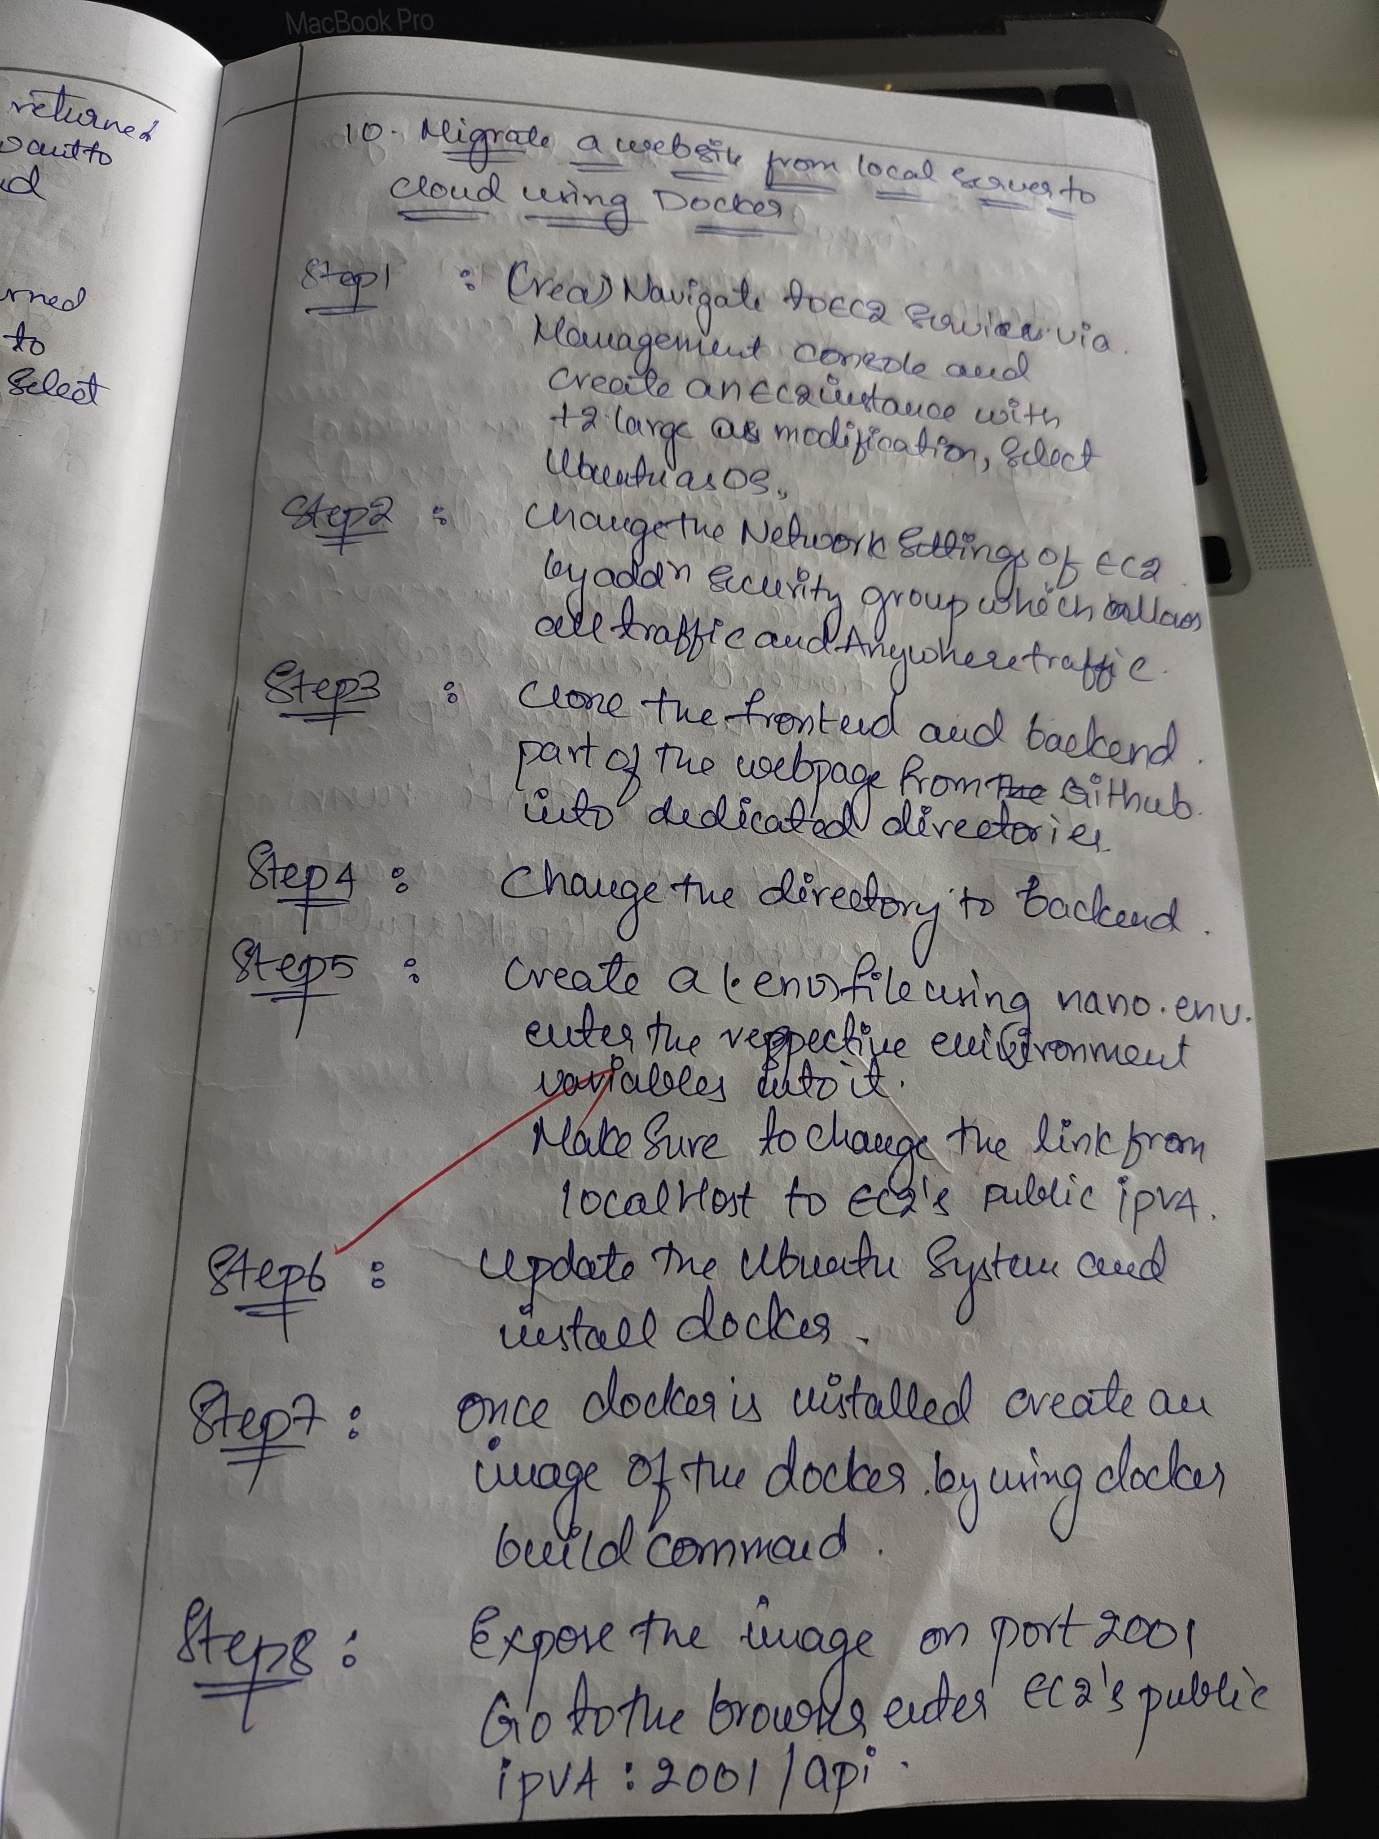 MacBook Pro
returned
want to
rned
to
Select
10. Migrate a website from local server to
cloud using Docker
Step1 : (crea) Navigate to EC2 Service via
Management console and
create an EC2 instance with
t2.large as modification, Select
Ubuntu as OS.
Step2 : Change the Network Settings of EC2
by addn security group which allows
all traffic and Anywhere traffic.
Step3 : Clone the frontend and backend
part of the webpage from the Github
into dedicated directories.
Step4 : Change the directory to backend.
Step5 : Create a (.env) file using nano .env.
enter the respective environment
variables into it.
Make Sure to change the link from
localHost to EC2's public ipv4.
Step6 : Update the Ubuntu System and
install docker.
Step7 : Once docker is installed create an
image of the docker by using docker
build command.
Step8 : Expose the image on port 2001
Go to the browser enter EC2's public
ipv4 : 2001 / api.